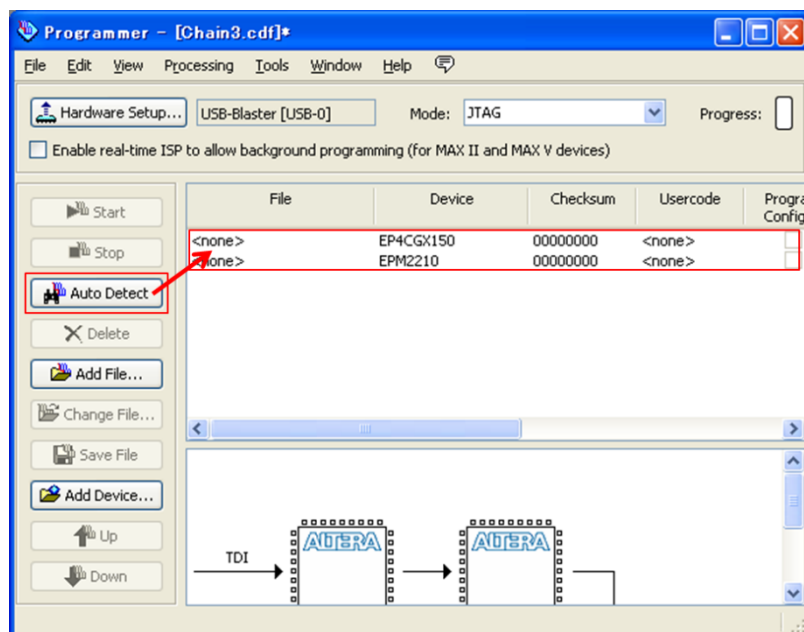 Programmer - [Chain3.cdf]*
File Edit View Processing Tools Window Help
Hardware Setup... USB-Blaster [USB-0] Mode: JTAG Progress:
Enable real-time ISP to allow background programming (for MAX II and MAX V devices)
Start
Stop
Auto Detect
Delete
Add File...
Change File...
Save File
Add Device...
Up
Down
File Device Checksum Usercode Progra
Config
<none> EP4CGX150 00000000 <none>
<none> EPM2210 00000000 <none>
TDI
ALTERA ALTERA